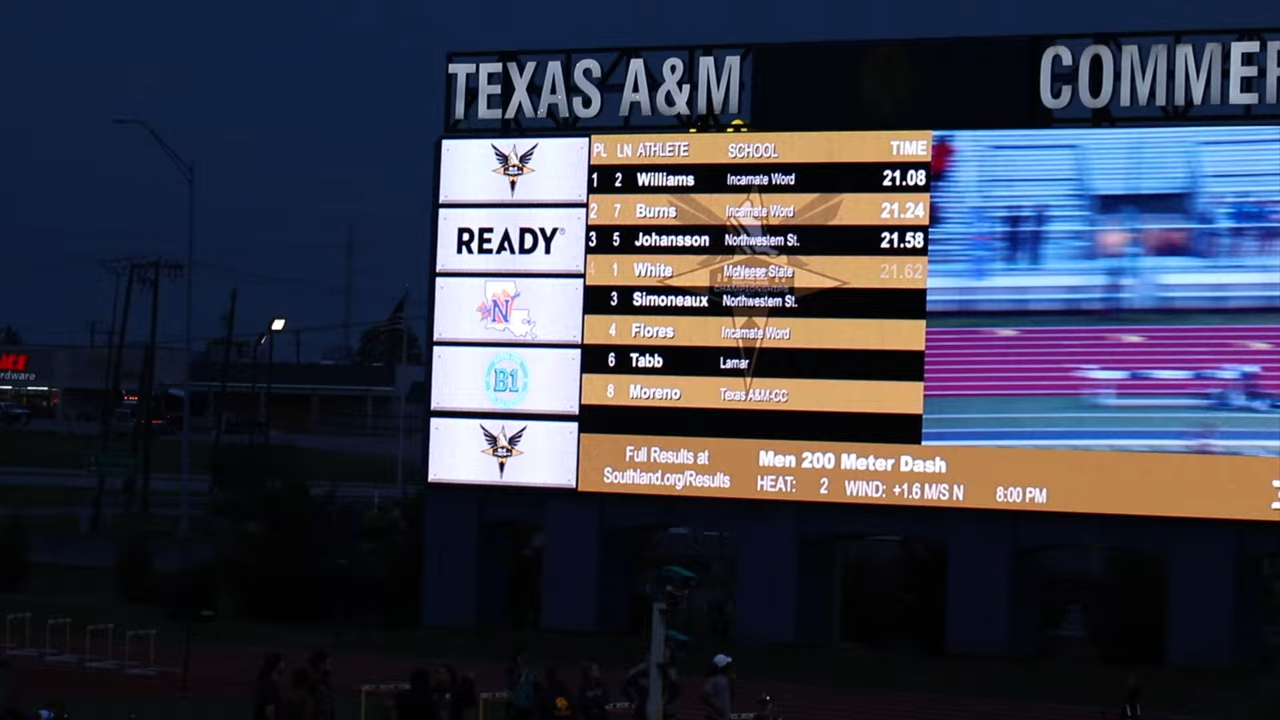 TEXAS A&M COMMER
PL LN ATHLETE SCHOOL TIME
1 2 Williams Incarnate Word 21.08
2 7 Burns Incarnate Word 21.24
3 5 Johansson Northwestern St. 21.58
4 1 White McNeese State 21.62
3 Simoneaux Northwestern St.
4 Flores Incarnate Word
6 Tabb Lamar
8 Moreno Texas A&M-CC
READY
N
B1
CHAMPIONSHIPS
Full Results at
Southland.org/Results
Men 200 Meter Dash
HEAT: 2 WIND: +1.6 M/S N 8:00 PM